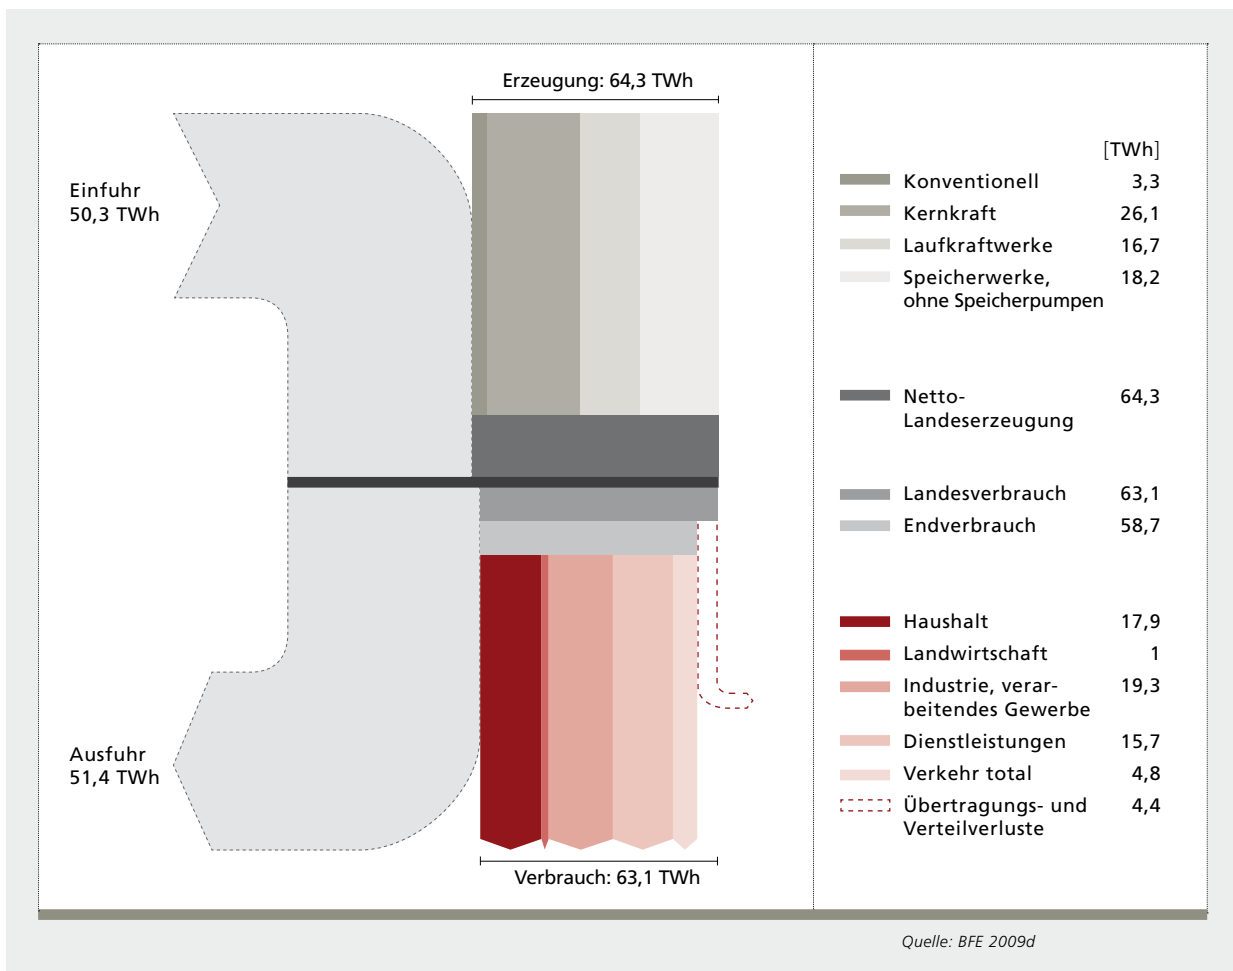 Erzeugung: 64,3 TWh
Einfuhr
50,3 TWh
Ausfuhr
51,4 TWh
Verbrauch: 63,1 TWh
[TWh]
Konventionell 3,3
Kernkraft 26,1
Laufkraftwerke 16,7
Speicherwerke, 18,2
ohne Speicherpumpen
Netto- 64,3
Landeserzeugung
Landesverbrauch 63,1
Endverbrauch 58,7
Haushalt 17,9
Landwirtschaft 1
Industrie, verar- 19,3
beitendes Gewerbe
Dienstleistungen 15,7
Verkehr total 4,8
Übertragungs- und 4,4
Verteilverluste
Quelle: BFE 2009d